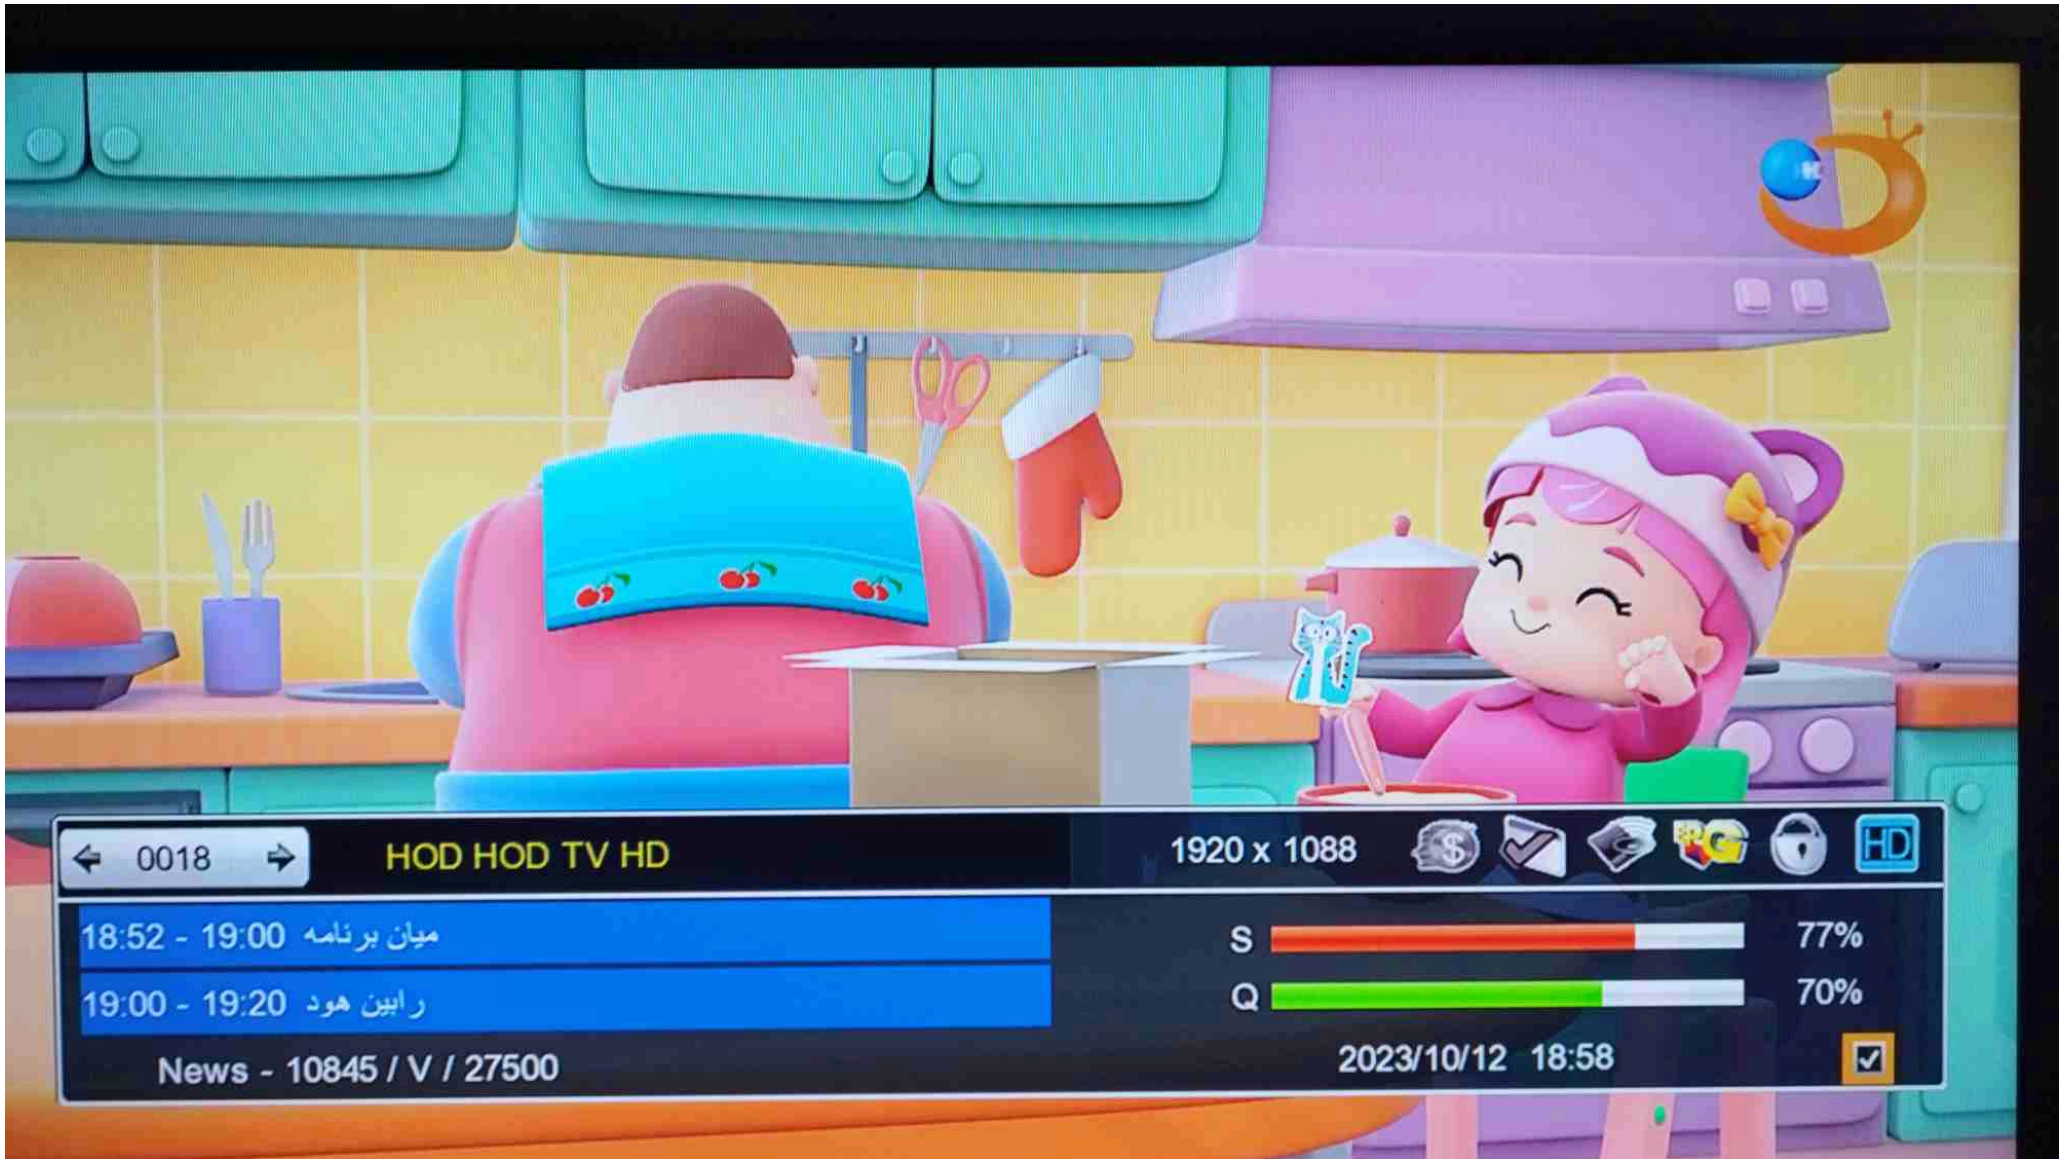 0018
HOD HOD TV HD
1920 x 1088
HD
18:52 - 19:00 میان برنامه
19:00 - 19:20 رابین هود
S 77%
Q 70%
News - 10845 / V / 27500
2023/10/12 18:58